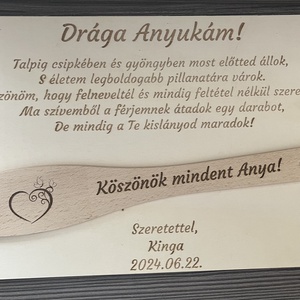 Drága Anyukám!
Talpig csipkében és gyöngyben most előtted állok,
S életem legboldogabb pillanatára várok.
hogy felneveltél és mindig feltétel nélkül
Ma szívemből a férjemnek átadok egy darabot,
De mindig a Te kislányod maradok!
Köszönök mindent Anya!
Szeretettel,
Kinga
2024.06.22.